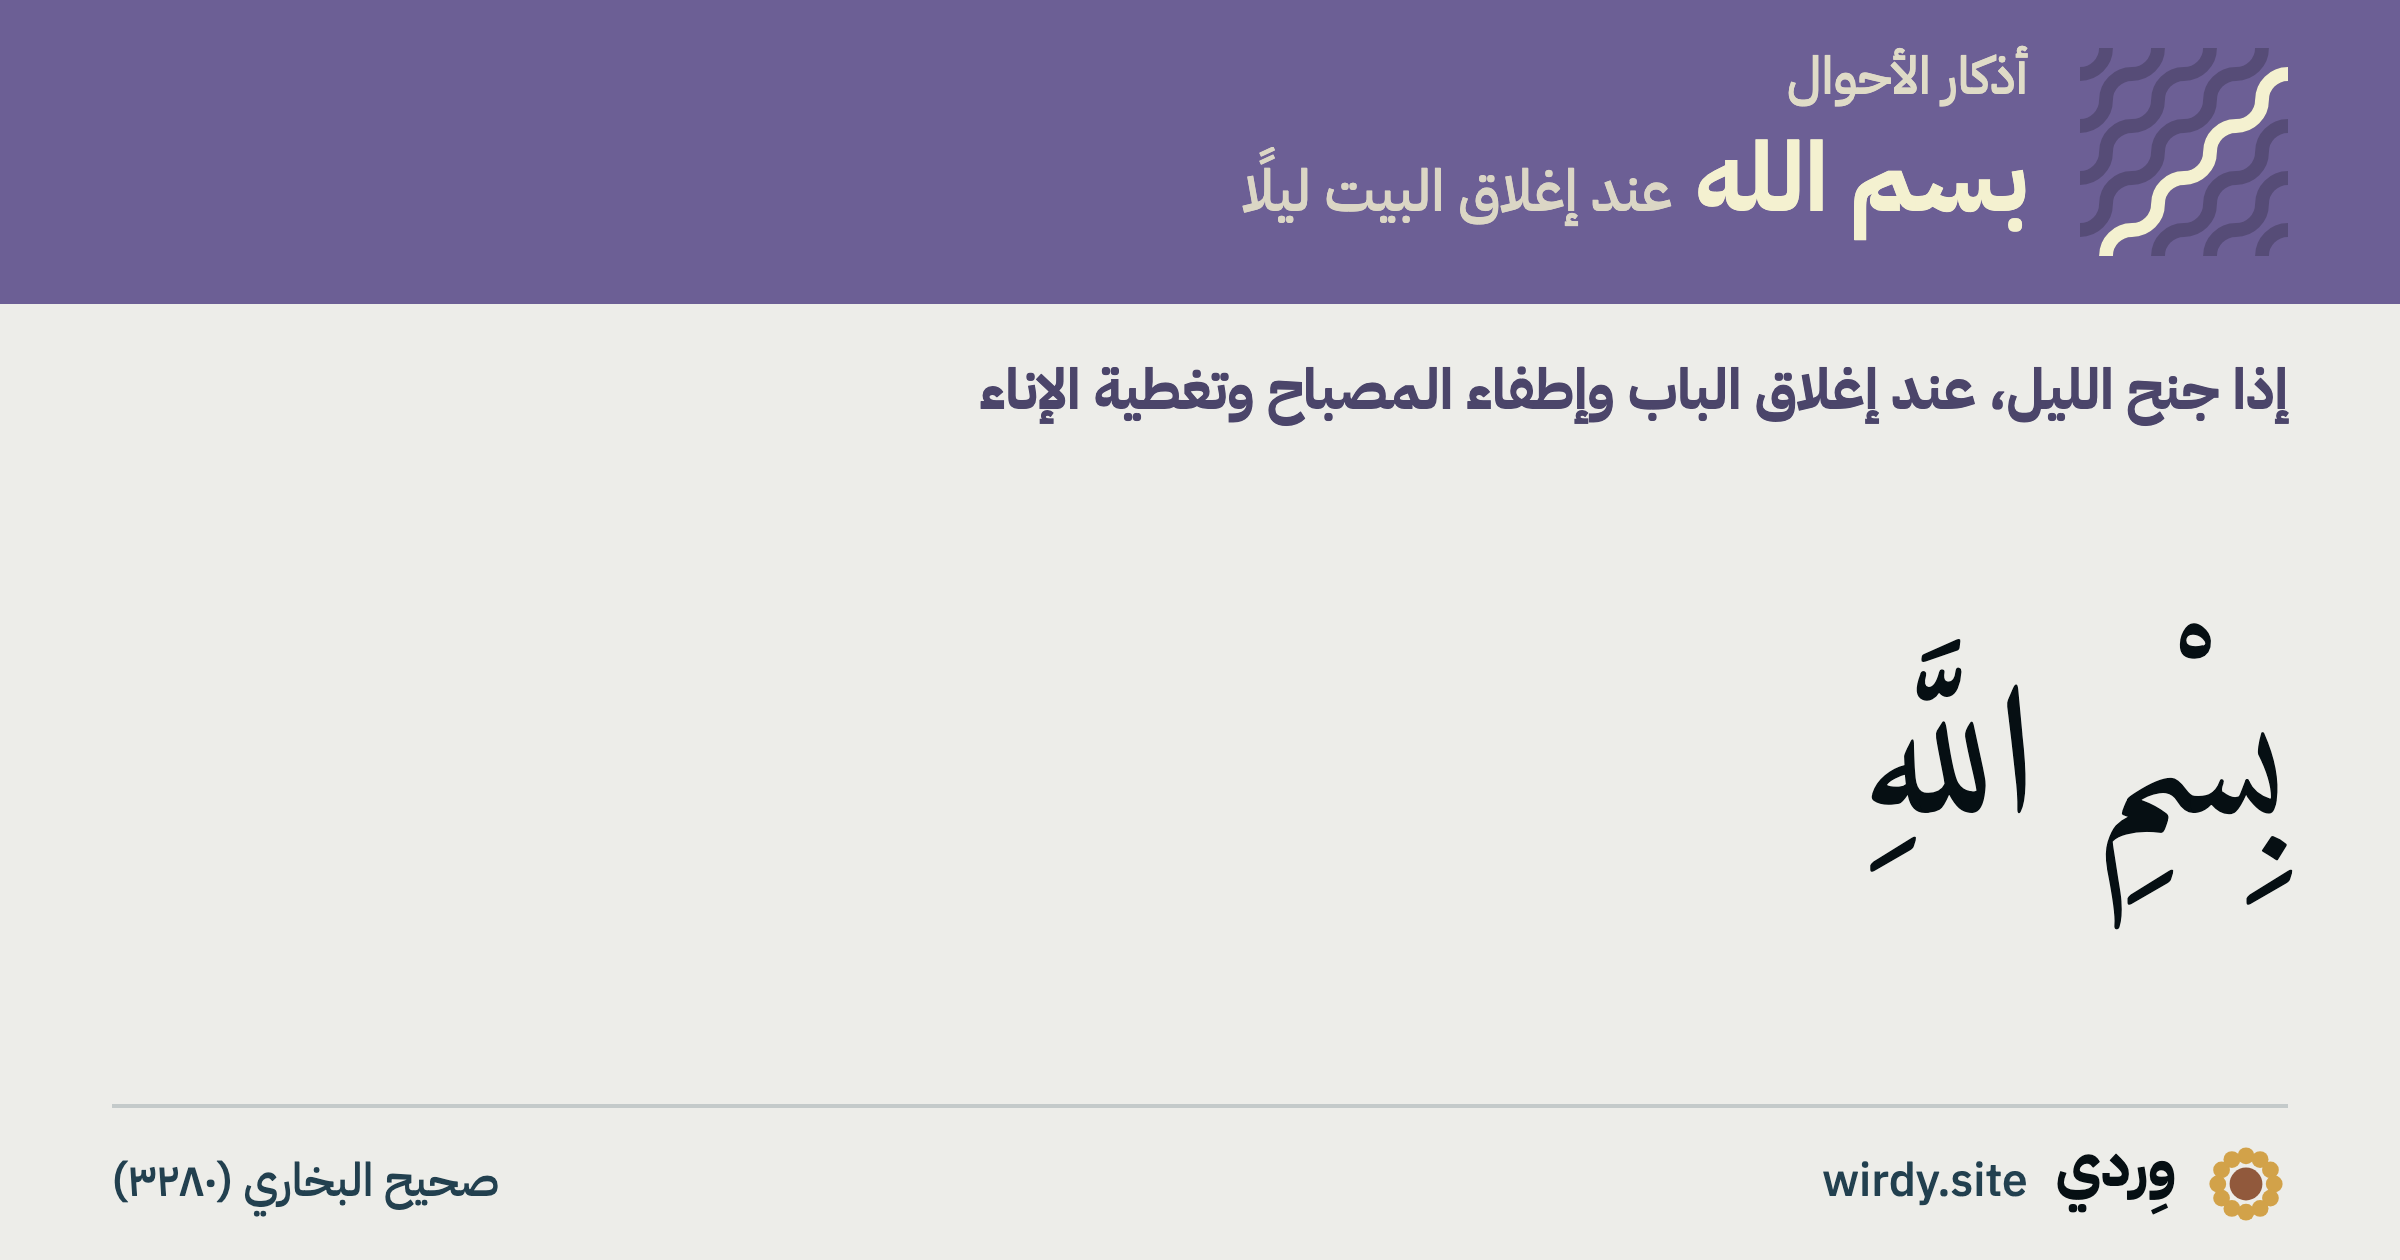 أذكار الأحوال
بسم الله عند إغلاق البيت ليلًا
إذا جنح الليل، عند إغلاق الباب وإطفاء المصباح وتغطية الإناء
بِسْمِ اللَّهِ
وِردي wirdy.site
صحيح البخاري (٣٢٨٠)